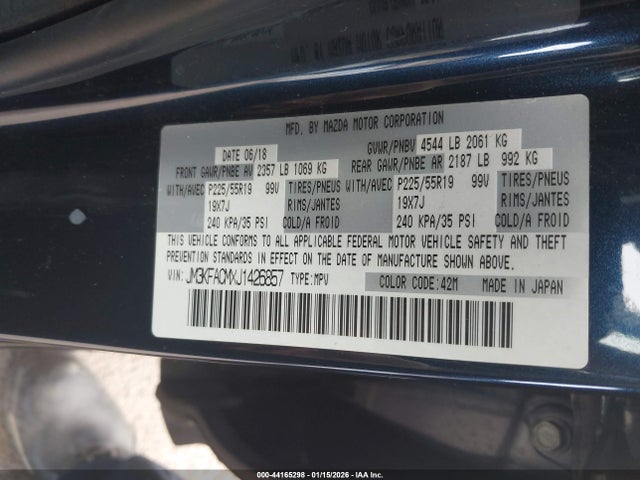 MFD. BY MAZDA MOTOR CORPORATION
DATE 06/18 GVWR/PNBV 4544 LB 2061 KG
FRONT GAWR/PNBE AV 2357 LB 1069 KG REAR GAWR/PNBE AR 2187 LB 992 KG
WITH/AVEC P225/55R19 99V TIRES/PNEUS WITH/AVEC P225/55R19 99V TIRES/PNEUS
19X7J RIMS/JANTES 19X7J RIMS/JANTES
240 KPA/35 PSI COLD/A FROID 240 KPA/35 PSI COLD/A FROID
THIS VEHICLE CONFORMS TO ALL APPLICABLE FEDERAL MOTOR VEHICLE SAFETY AND THEFT
PREVENTION STANDARDS IN EFFECT ON THE DATE OF MANUFACTURE SHOWN ABOVE.
VIN: JM3KFACMXJ1426857 TYPE: MPV COLOR CODE: 42M MADE IN JAPAN
000-44165298 - 01/15/2026 - IAA Inc.